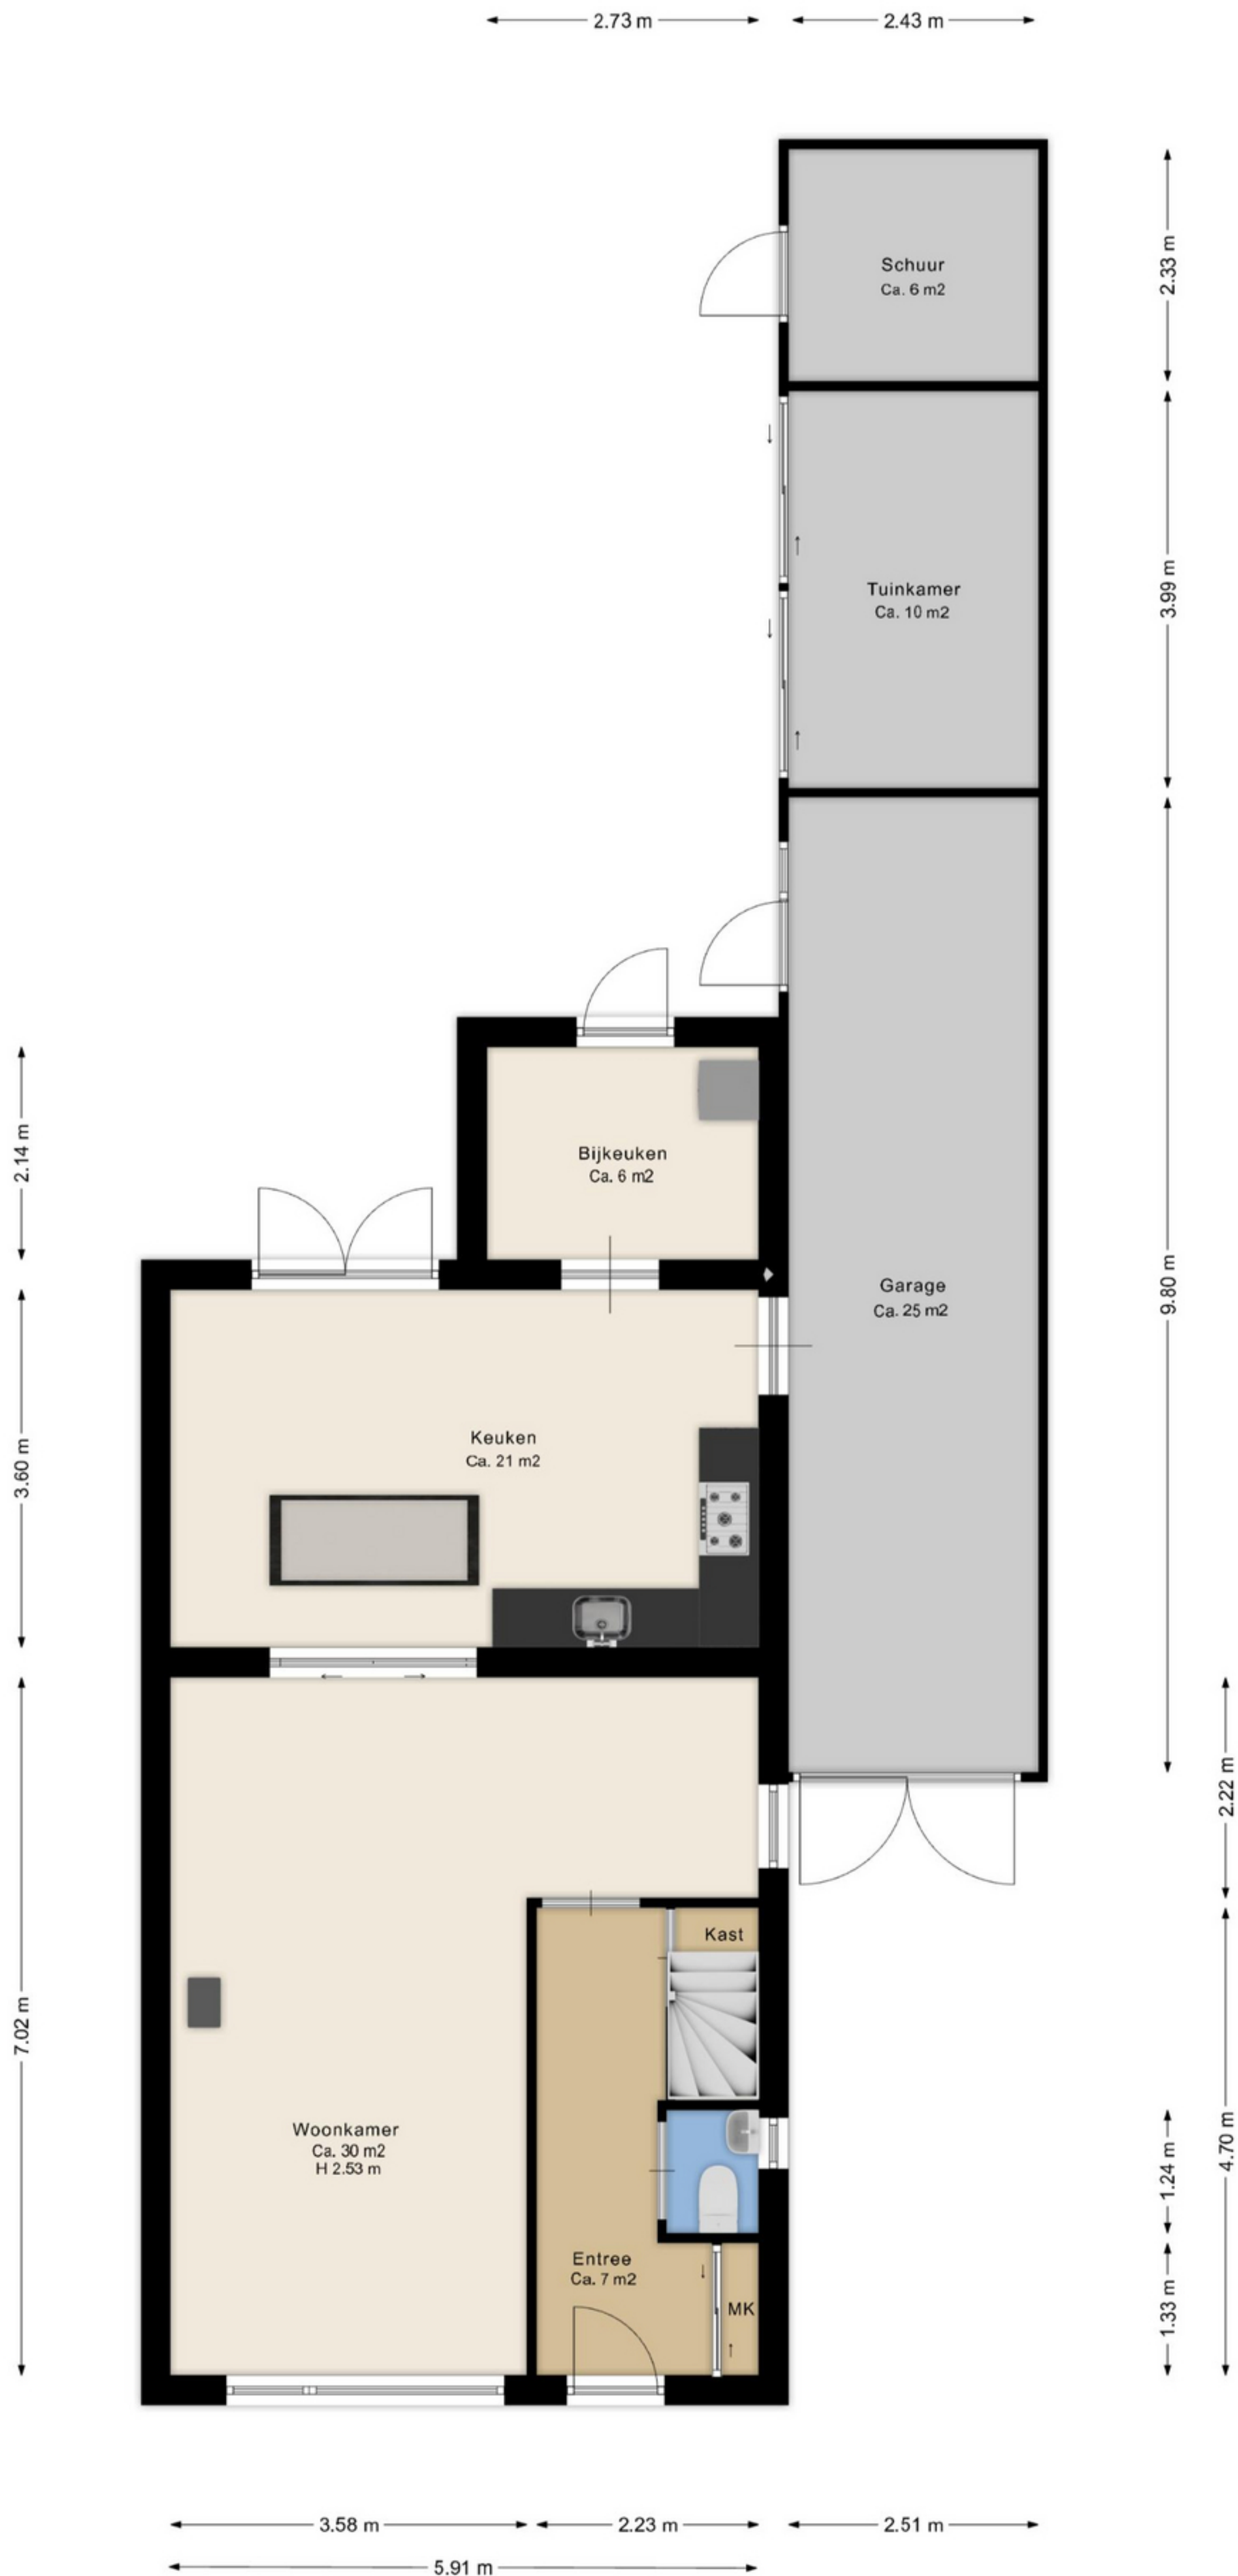 2.73 m
2.43 m
Schuur
Ca. 6 m2
2.33 m
Tuinkamer
Ca. 10 m2
3.99 m
Bijkeuken
Ca. 6 m2
2.14 m
Garage
Ca. 25 m2
9.80 m
Keuken
Ca. 21 m2
3.60 m
2.22 m
Kast
7.02 m
Woonkamer
Ca. 30 m2
H 2.53 m
1.24 m
4.70 m
Entree
Ca. 7 m2
MK
1.33 m
3.58 m
2.23 m
2.51 m
5.91 m